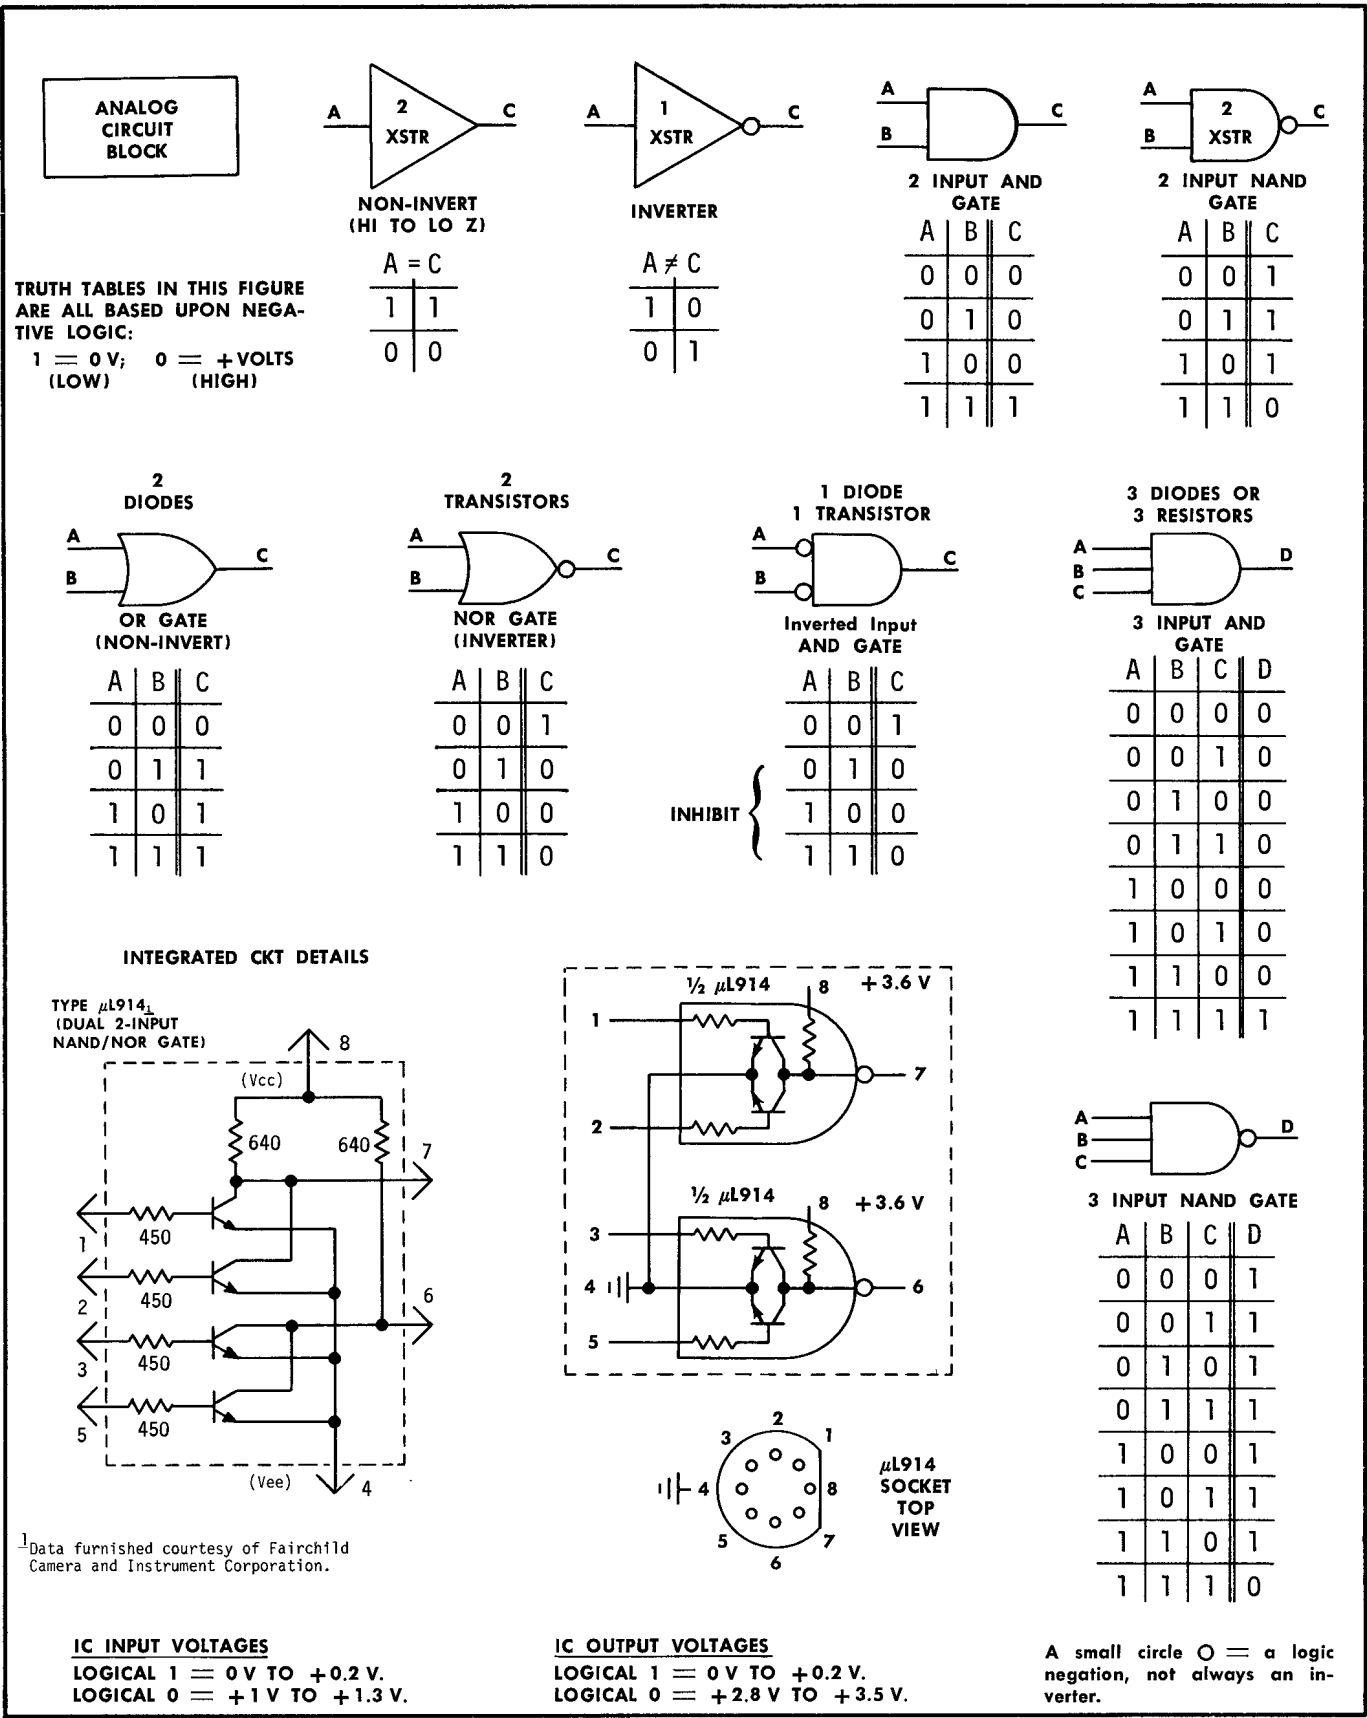 ANALOG
CIRCUIT
BLOCK
A 2 XSTR C
NON-INVERT
(HI TO LO Z)
A = C
1 1
0 0
A 1 XSTR C
INVERTER
A ≠ C
1 0
0 1
A
B
C
2 INPUT AND
GATE
A B C
0 0 0
0 1 0
1 0 0
1 1 1
A
B
2
XSTR
C
2 INPUT NAND
GATE
A B C
0 0 1
0 1 1
1 0 1
1 1 0
TRUTH TABLES IN THIS FIGURE
ARE ALL BASED UPON NEGA-
TIVE LOGIC:
1 = 0 V; 0 = +VOLTS
(LOW) (HIGH)
2
DIODES
A
B
C
OR GATE
(NON-INVERT)
A B C
0 0 0
0 1 1
1 0 1
1 1 1
2
TRANSISTORS
A
B
C
NOR GATE
(INVERTER)
A B C
0 0 1
0 1 0
1 0 0
1 1 0
1 DIODE
1 TRANSISTOR
A
B
C
Inverted Input
AND GATE
A B C
0 0 1
0 1 0
1 0 0
1 1 0
INHIBIT
3 DIODES OR
3 RESISTORS
A
B
C
D
3 INPUT AND
GATE
A B C D
0 0 0 0
0 0 1 0
0 1 0 0
0 1 1 0
1 0 0 0
1 0 1 0
1 1 0 0
1 1 1 1
INTEGRATED CKT DETAILS
TYPE µL914 1
(DUAL 2-INPUT
NAND/NOR GATE)
8
(Vcc)
640
640
7
450
1
450
2
6
450
3
450
5
(Vee)
4
½ µL914
8
+3.6 V
1
7
2
½ µL914
8
+3.6 V
3
4
6
5
2
3
1
4
8
5
7
6
µL914
SOCKET
TOP
VIEW
A
B
C
D
3 INPUT NAND GATE
A B C D
0 0 0 1
0 0 1 1
0 1 0 1
0 1 1 1
1 0 0 1
1 0 1 1
1 1 0 1
1 1 1 0
1 Data furnished courtesy of Fairchild
Camera and Instrument Corporation.
IC INPUT VOLTAGES
LOGICAL 1 = 0 V TO +0.2 V.
LOGICAL 0 = +1 V TO +1.3 V.
IC OUTPUT VOLTAGES
LOGICAL 1 = 0 V TO +0.2 V.
LOGICAL 0 = +2.8 V TO +3.5 V.
A small circle O = a logic
negation, not always an in-
verter.